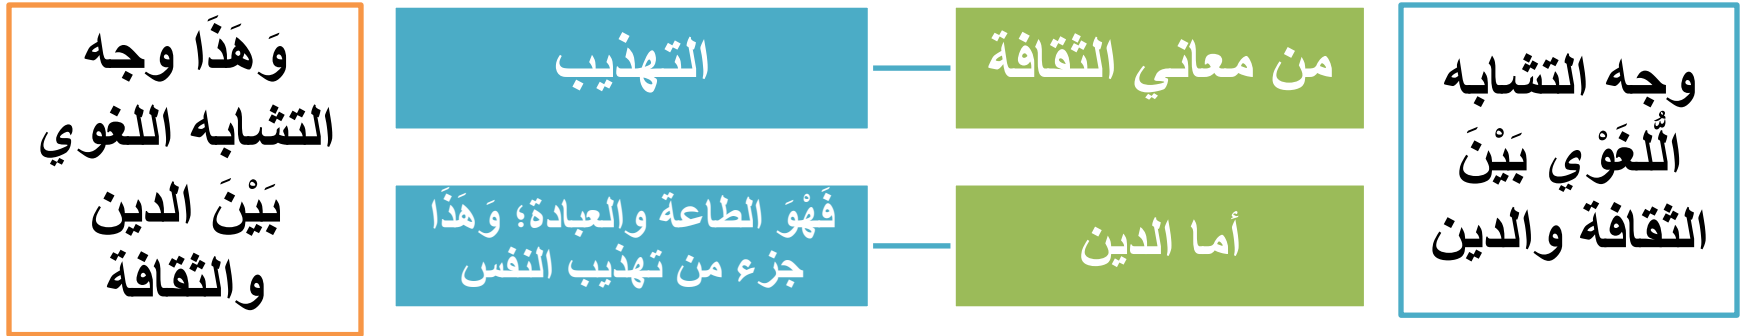 وجه التشابه
اللُّغَوْي بَيْنَ
الثقافة والدين
من معاني الثقافة
التهذيب
أما الدين
فَهْوَ الطاعة والعبادة؛ وَهَذَا
جزء من تهذيب النفس
وَهَذَا وجه
التشابه اللغوي
بَيْنَ الدين
والثقافة